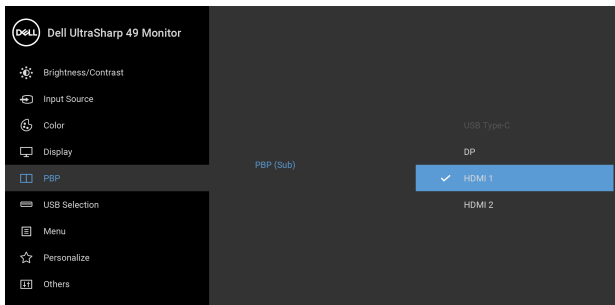 DELL Dell UltraSharp 49 Monitor
Brightness/Contrast
Input Source
Color
Display
PBP
USB Selection
Menu
Personalize
Others
PBP (Sub)
USB Type-C
DP
HDMI 1
HDMI 2